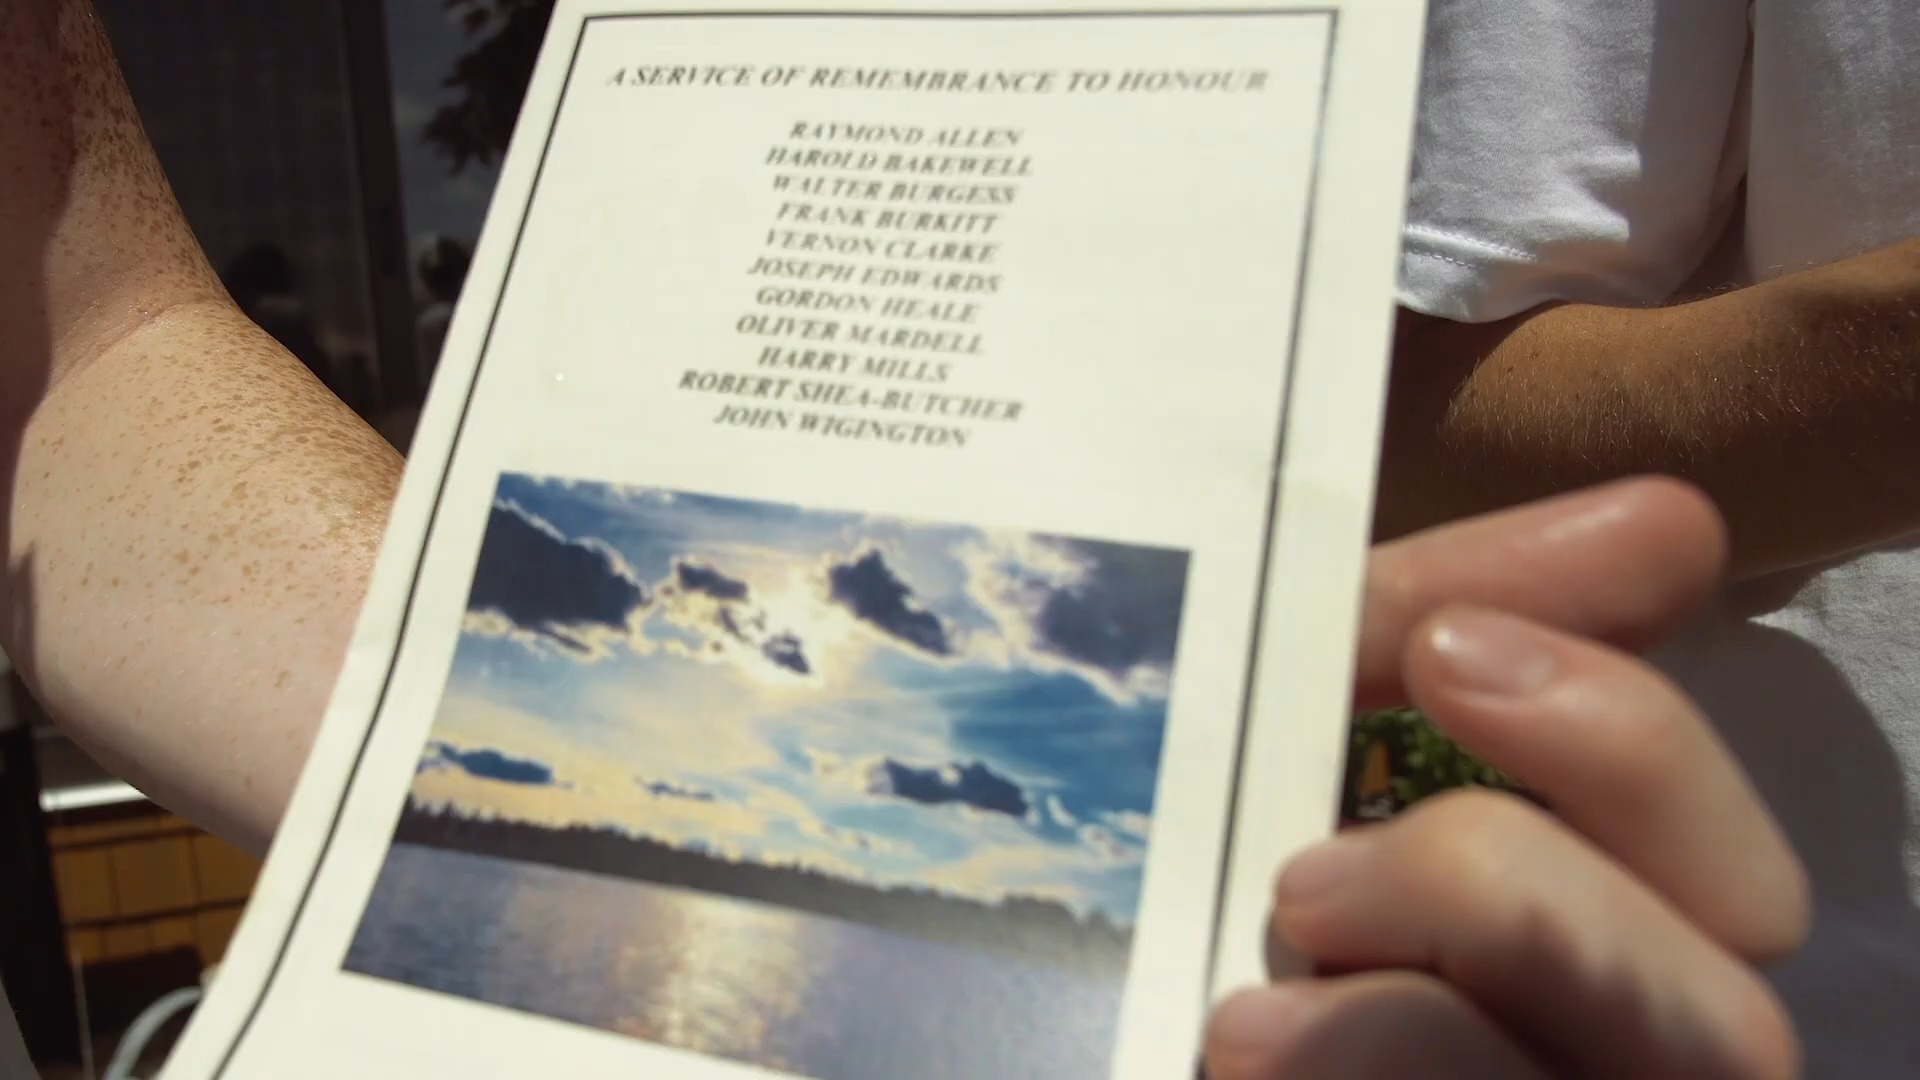 A SERVICE OF REMEMBRANCE TO HONOUR
RAYMOND ALLEN
HAROLD BAKEWELL
WALTER BURGESS
FRANK BURKITT
VERNON CLARKE
JOSEPH EDWARDS
GORDON HEALE
OLIVER MARDELL
HARRY MILLS
ROBERT SHEA-BUTCHER
JOHN WIGINGTON